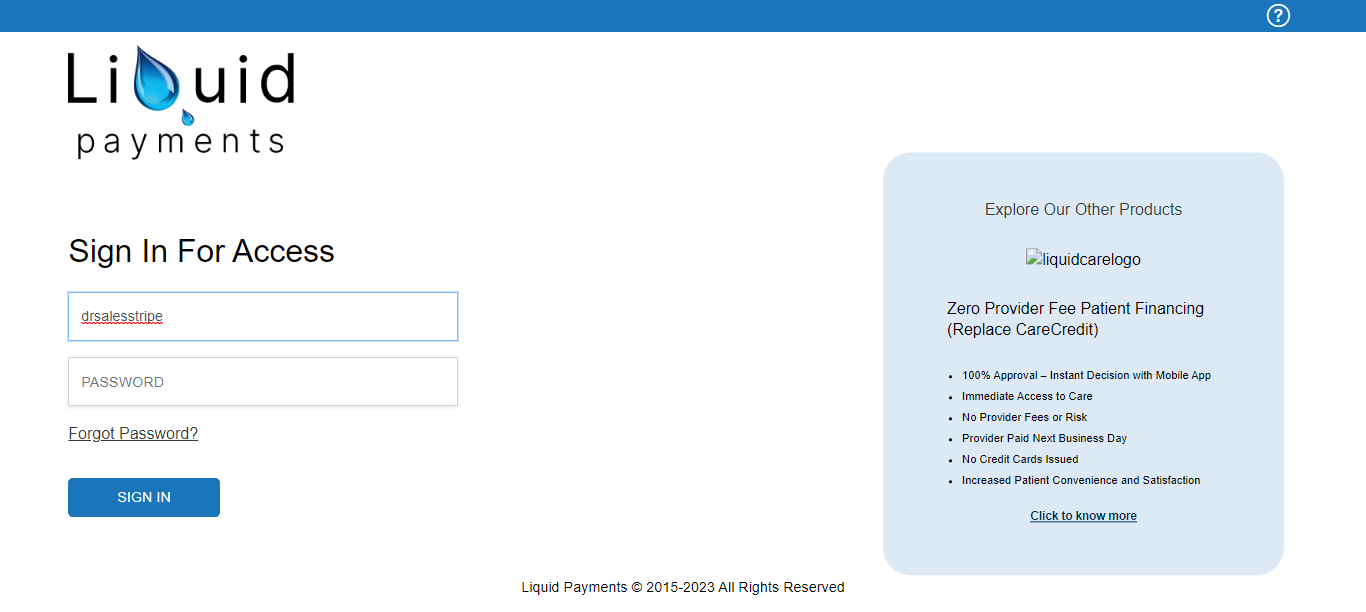 ?
Liquid
payments
Sign In For Access
drsalesstripe
PASSWORD
Forgot Password?
SIGN IN
Explore Our Other Products
liquidcarelogo
Zero Provider Fee Patient Financing
(Replace CareCredit)
• 100% Approval – Instant Decision with Mobile App
• Immediate Access to Care
• No Provider Fees or Risk
• Provider Paid Next Business Day
• No Credit Cards Issued
• Increased Patient Convenience and Satisfaction
Click to know more
Liquid Payments © 2015-2023 All Rights Reserved